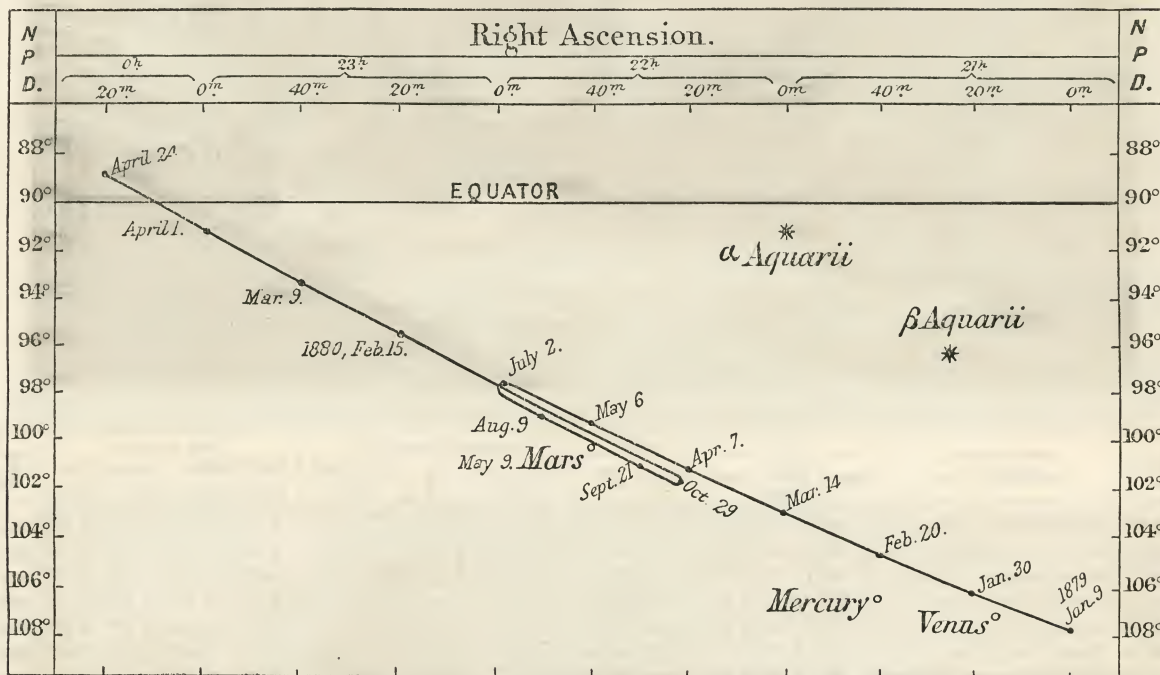 Right Ascension.
N P D.
N P D.
0h 23h 22h 21h
20m 0m 40m 20m 0m 40m 20m 0m 40m 20m 0m
88° 88°
April 24
90° EQUATOR 90°
April 1.
92° 92°
α Aquarii
Mar. 9.
94° 94°
β Aquarii
1880, Feb. 15.
96° 96°
July 2.
98° 98°
Aug. 9
May 6
100° 100°
May 9. Mars°
Sept. 21
Apr. 7.
102° 102°
Oct. 29
Mar. 14
104° 104°
Feb. 20.
106° 106°
Mercury°
Jan. 30
Venus°
1879
Jan. 9
108° 108°